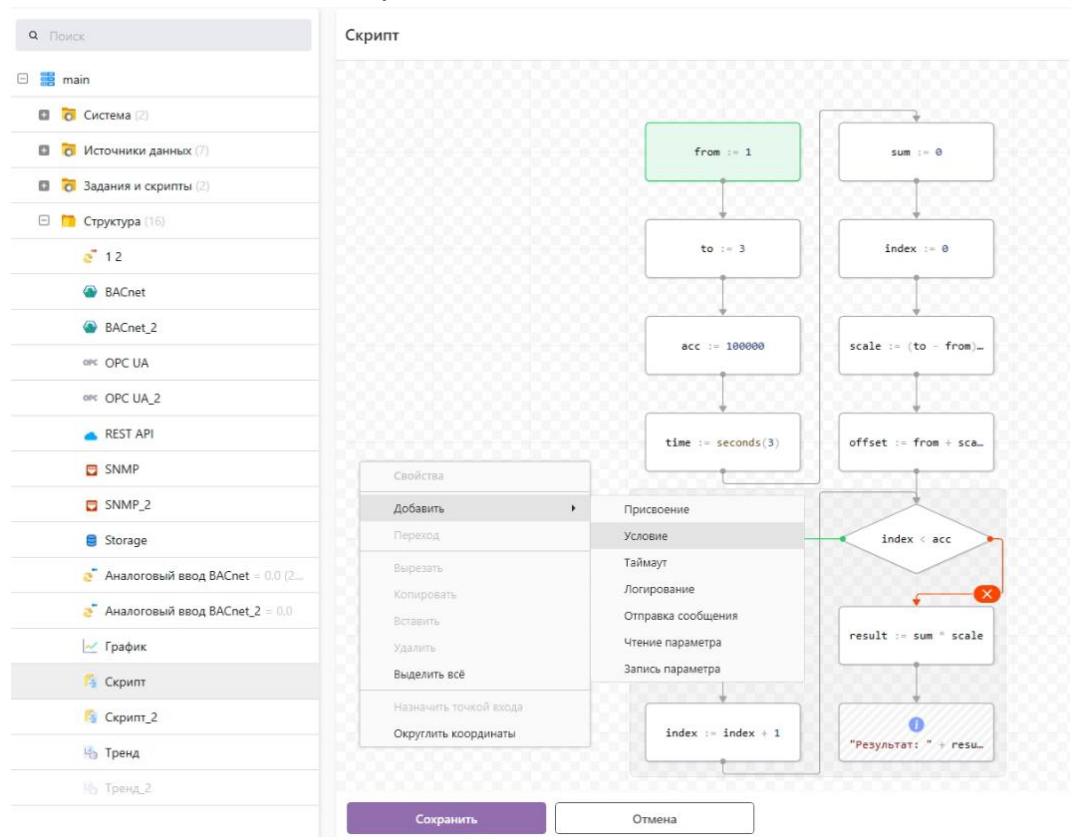 Поиск
main
Система (2)
Источники данных (7)
Задания и скрипты (2)
Структура (16)
1 2
BACnet
BACnet_2
OPC OPC UA
OPC OPC UA_2
REST API
SNMP
SNMP_2
Storage
Аналоговый ввод BACnet = 0,0 (2...
Аналоговый ввод BACnet_2 = 0,0
График
Скрипт
Скрипт_2
Тренд
Тренд_2
Скрипт
from := 1
to := 3
acc := 100000
time := seconds(3)
sum := 0
index := 0
scale := (to - from)…
offset := from + sca…
index < acc
result := sum * scale
"Результат: " + resu…
index := index + 1
Свойства
Добавить
Переход
Вырезать
Копировать
Вставить
Удалить
Выделить всё
Назначить точкой входа
Округлить координаты
Присвоение
Условие
Таймаут
Логирование
Отправка сообщения
Чтение параметра
Запись параметра
Сохранить
Отмена